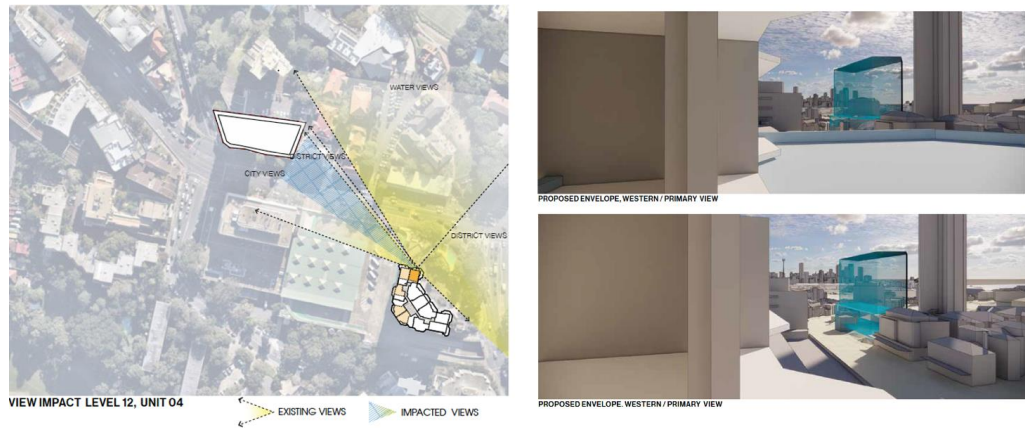 WATER VIEWS
DISTRICT VIEWS
CITY VIEWS
DISTRICT VIEWS
VIEW IMPACT LEVEL 12, UNIT 04
EXISTING VIEWS
IMPACTED VIEWS
PROPOSED ENVELOPE, WESTERN / PRIMARY VIEW
PROPOSED ENVELOPE. WESTERN / PRIMARY VIEW